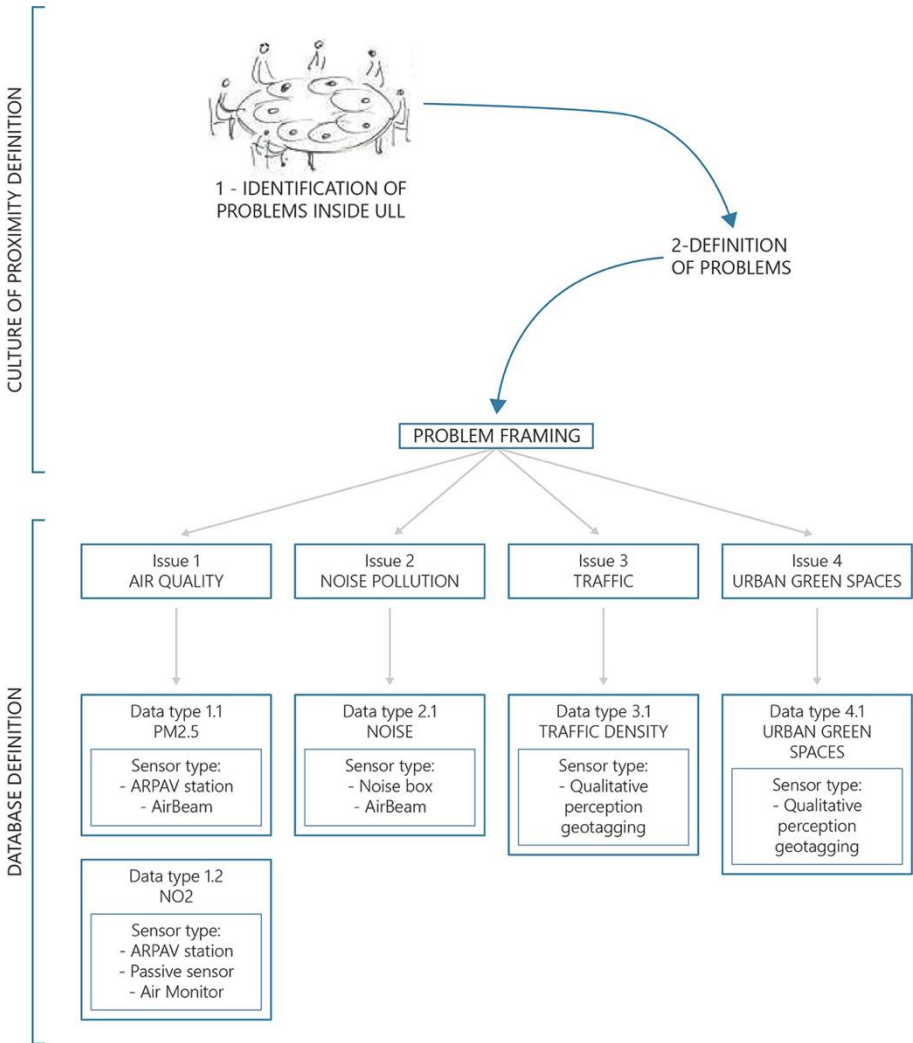 CULTURE OF PROXIMITY DEFINITION
1 - IDENTIFICATION OF
PROBLEMS INSIDE ULL
2-DEFINITION
OF PROBLEMS
PROBLEM FRAMING
DATABASE DEFINITION
Issue 1
AIR QUALITY
Issue 2
NOISE POLLUTION
Issue 3
TRAFFIC
Issue 4
URBAN GREEN SPACES
Data type 1.1
PM2.5
Sensor type:
- ARPAV station
- AirBeam
Data type 2.1
NOISE
Sensor type:
- Noise box
- AirBeam
Data type 3.1
TRAFFIC DENSITY
Sensor type:
- Qualitative
perception
geotagging
Data type 4.1
URBAN GREEN
SPACES
Sensor type:
- Qualitative
perception
geotagging
Data type 1.2
NO2
Sensor type:
- ARPAV station
- Passive sensor
- Air Monitor